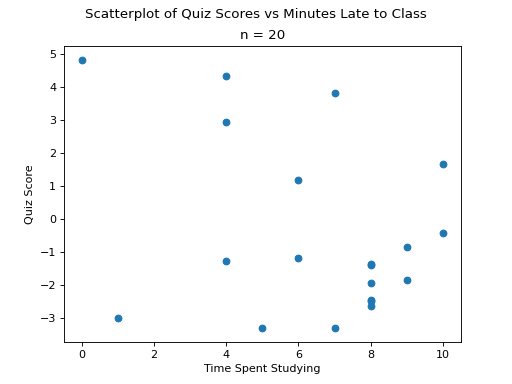 Scatterplot of Quiz Scores vs Minutes Late to Class
n = 20
5
4
3
2
1
0
−1
−2
−3
Quiz Score
0 2 4 6 8 10
Time Spent Studying